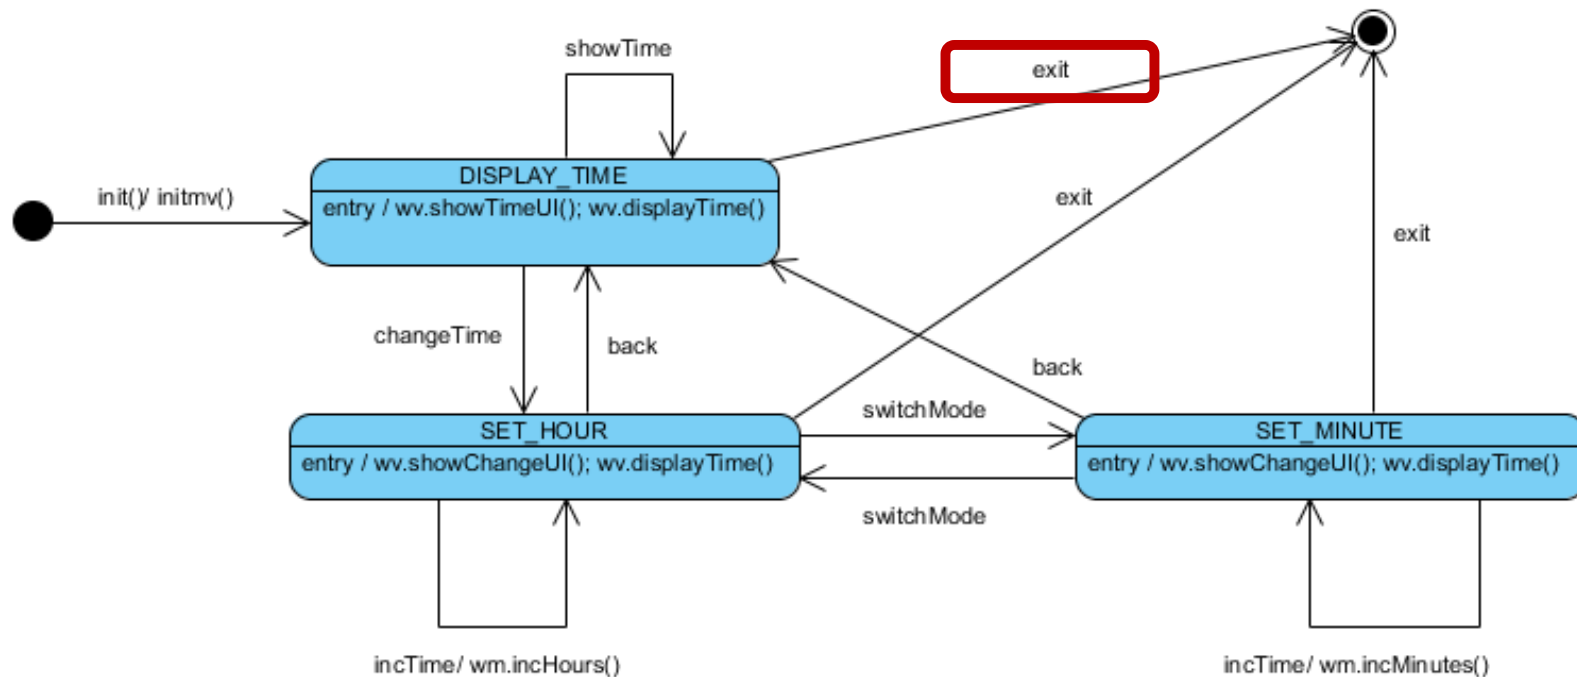 showTime
exit
DISPLAY_TIME
init()/ initmv()
entry / wv.showTimeUI(); wv.displayTime()
exit
exit
changeTime
back
back
switchMode
SET_HOUR
SET_MINUTE
entry / wv.showChangeUI(); wv.displayTime()
entry / wv.showChangeUI(); wv.displayTime()
switchMode
incTime/ wm.incHours()
incTime/ wm.incMinutes()